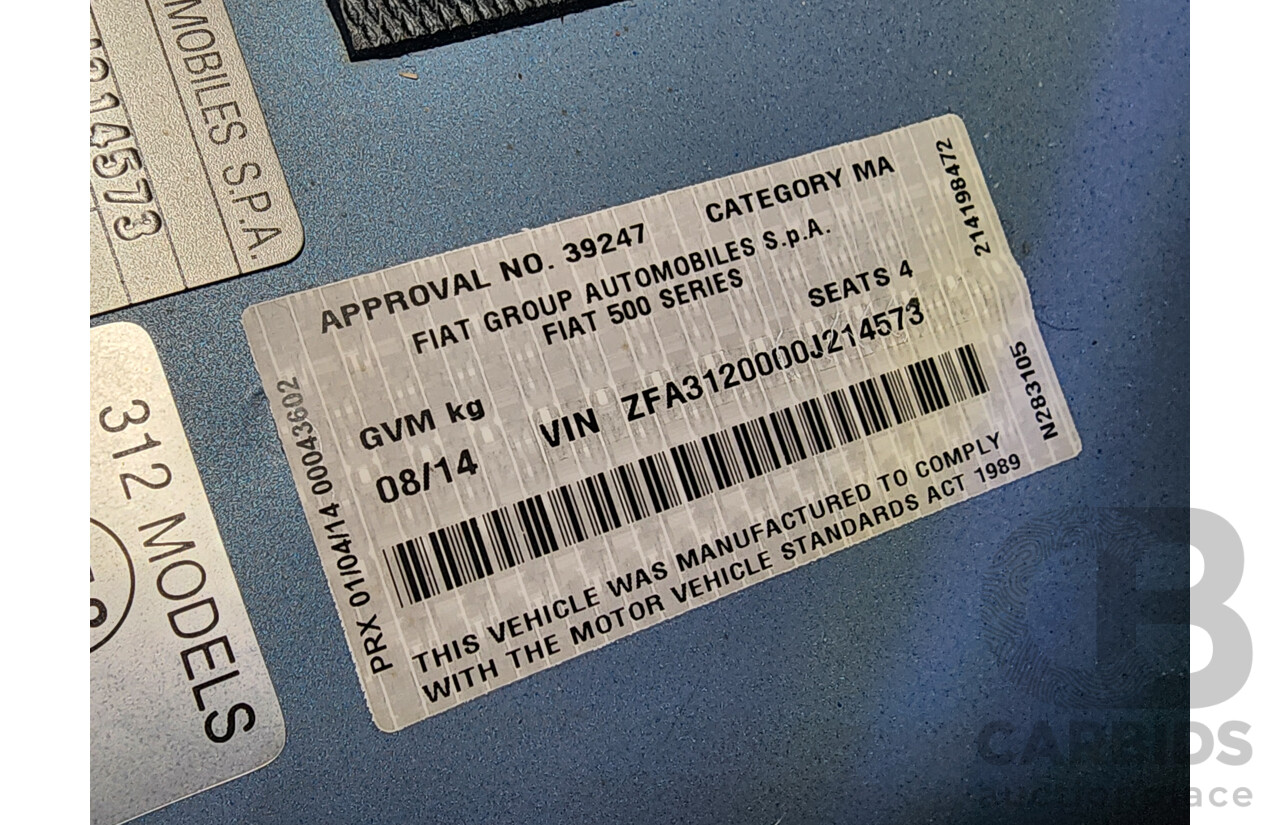 MOBILES S.P.A.
214573
312 MODELS
APPROVAL NO. 39247 CATEGORY MA
FIAT GROUP AUTOMOBILES S.p.A.
FIAT 500 SERIES
SEATS 4
GVM kg
08/14 VIN ZFA3120000J214573
THIS VEHICLE WAS MANUFACTURED TO COMPLY
WITH THE MOTOR VEHICLE STANDARDS ACT 1989
PRX 01/04/14 000043602
214198472
N283105
CARBIDS